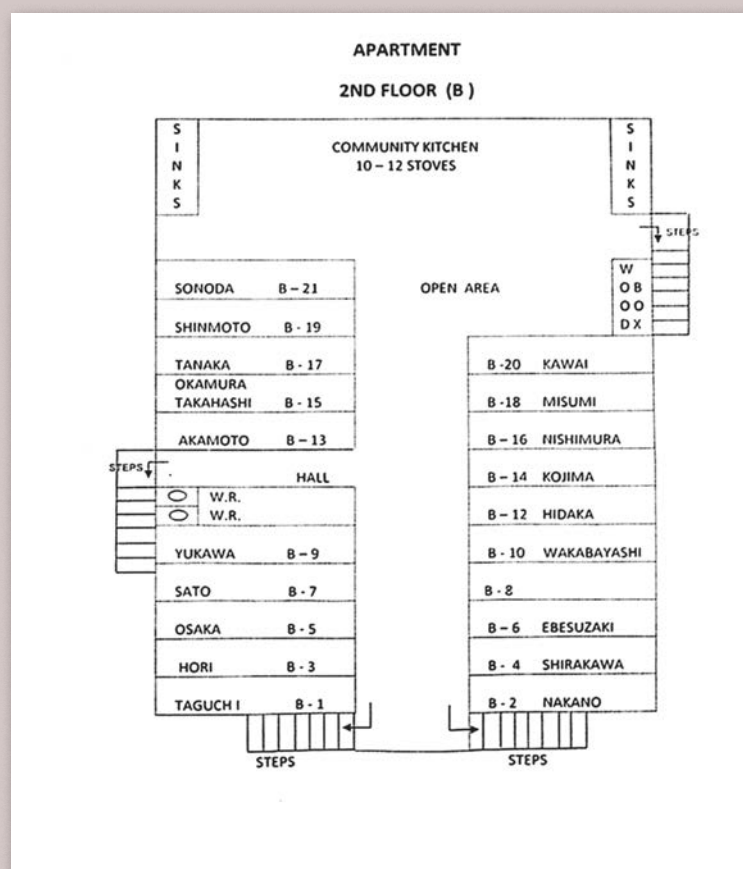 APARTMENT
2ND FLOOR (B )
SINKS
COMMUNITY KITCHEN
10 – 12 STOVES
SINKS
STEPS
WOOD
BOX
OPEN AREA
SONODA B – 21
SHINMOTO B - 19
TANAKA B - 17
OKAMURA
TAKAHASHI B - 15
AKAMOTO B – 13
STEPS
HALL
W.R.
W.R.
YUKAWA B – 9
SATO B - 7
OSAKA B - 5
HORI B - 3
TAGUCH I B - 1
STEPS
B -20 KAWAI
B -18 MISUMI
B – 16 NISHIMURA
B – 14 KOJIMA
B – 12 HIDAKA
B - 10 WAKABAYASHI
B - 8
B – 6 EBESUZAKI
B - 4 SHIRAKAWA
B - 2 NAKANO
STEPS